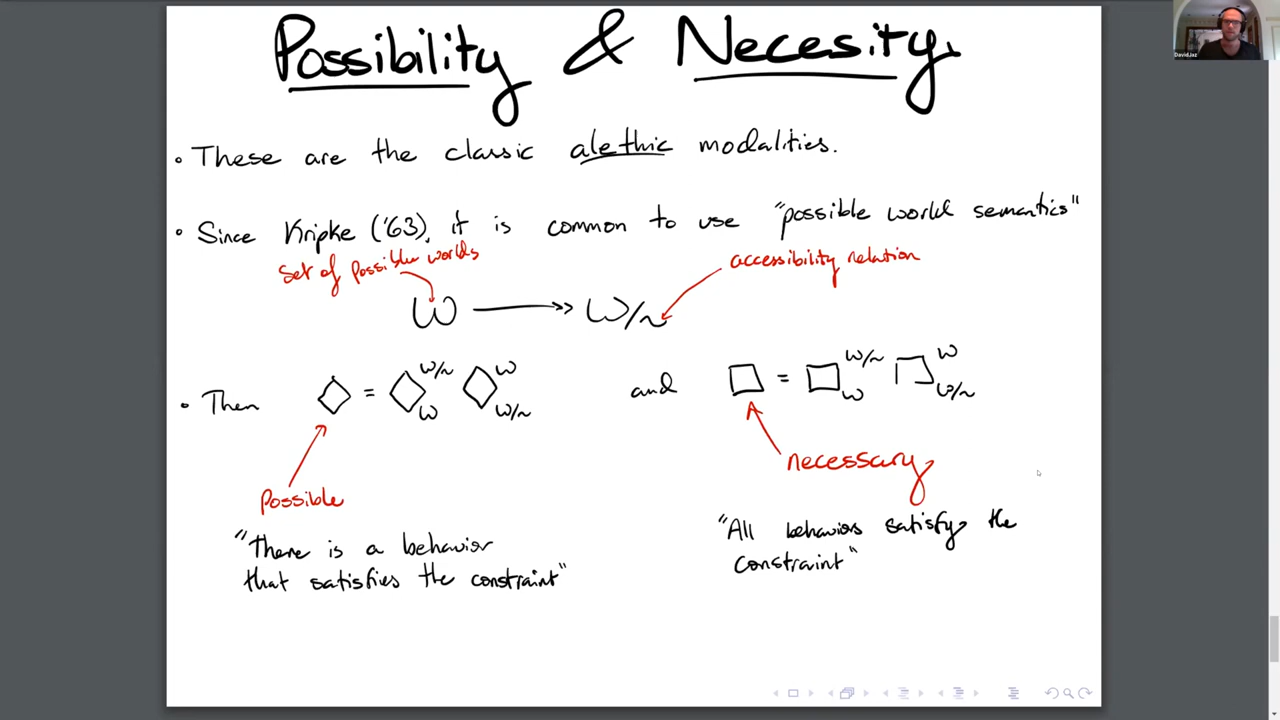 Possibility & Necesity
• These are the classic alethic modalities.
• Since Kripke ('63), it is common to use "possible world semantics"
set of possible worlds
accessibility relation
W ⟶» W/~
• Then ◇ = ◇ W/~ W ◇ W W/~ and □ = □ W/~ W □ W W/~
possible
necessary
"There is a behavior
that satisfies the constraint"
"All behaviors satisfy the
constraint"
DavidJaz